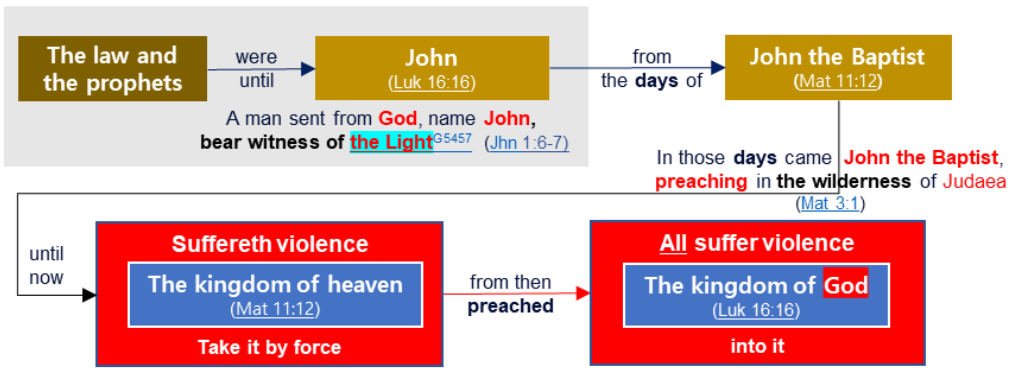 The law and
the prophets
were
until
John
(Luk 16:16)
from
the days of
John the Baptist
(Mat 11:12)
A man sent from God, name John,
bear witness of the Light G5457 (Jhn 1:6-7)
In those days came John the Baptist,
preaching in the wilderness of Judaea
(Mat 3:1)
until
now
Suffereth violence
The kingdom of heaven
(Mat 11:12)
Take it by force
from then
preached
All suffer violence
The kingdom of God
(Luk 16:16)
into it